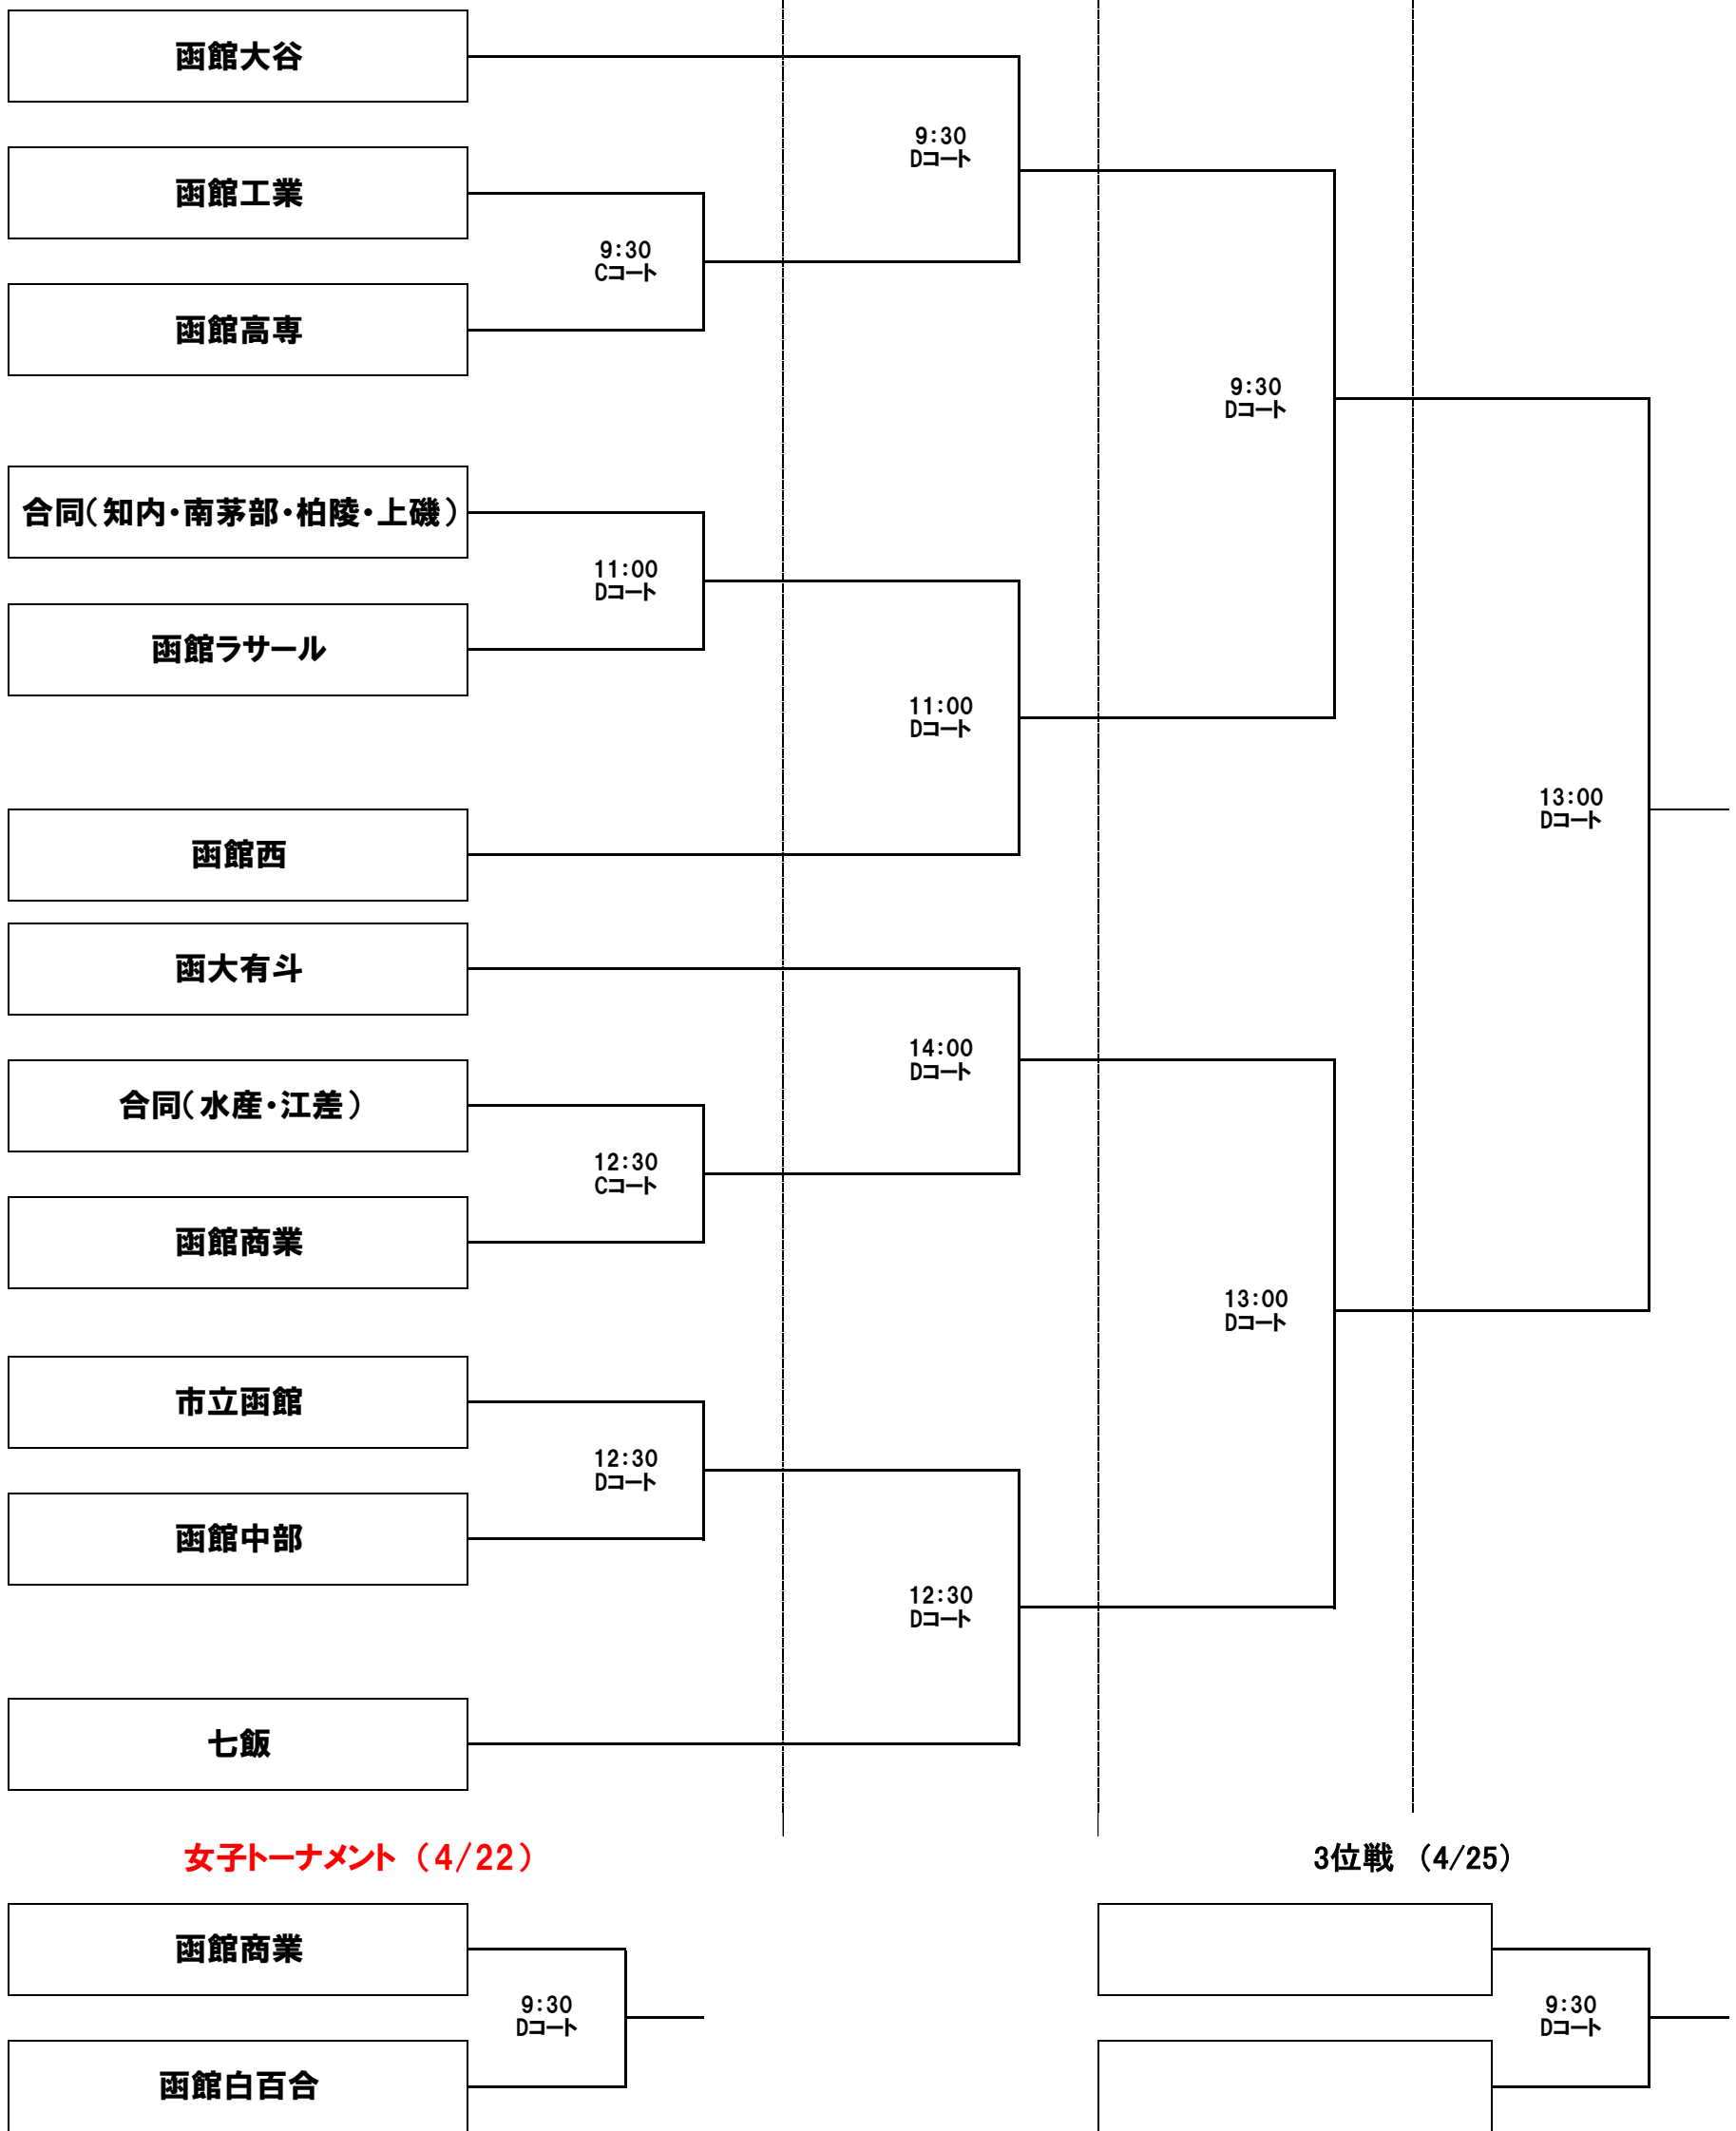 函館大谷
9:30
Dコート
函館工業
9:30
Cコート
函館高専
9:30
Dコート
合同(知内・南茅部・柏陵・上磯)
11:00
Dコート
函館ラサール
11:00
Dコート
13:00
Dコート
函館西
函大有斗
14:00
Dコート
合同(水産・江差)
12:30
Cコート
函館商業
13:00
Dコート
市立函館
12:30
Dコート
函館中部
12:30
Dコート
七飯
女子トーナメント (4/22)
3位戦 (4/25)
函館商業
9:30
Dコート
9:30
Dコート
函館白百合